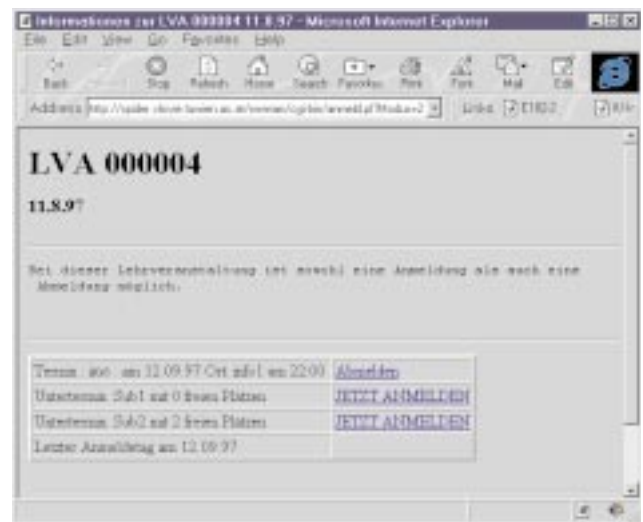 Informationen zur LVA 000004 11.8.97 - Microsoft Internet Explorer
File Edit View Go Favorites Help
Back Stop Refresh Home Search Favorites Print Font Mail Edit
Address Links
LVA 000004
11.8.97
Bei dieser Lehrveranstaltung ist sowohl eine Anmeldung als auch eine
Abmeldung möglich.
Termin am 12.09.97 Ort um 22:00 Abmelden
Untertermin Sub1 mit 0 freien Plätzen JETZT ANMELDEN
Untertermin Sub2 mit 2 freien Plätzen JETZT ANMELDEN
Letzter Anmeldetag am 12.09.97